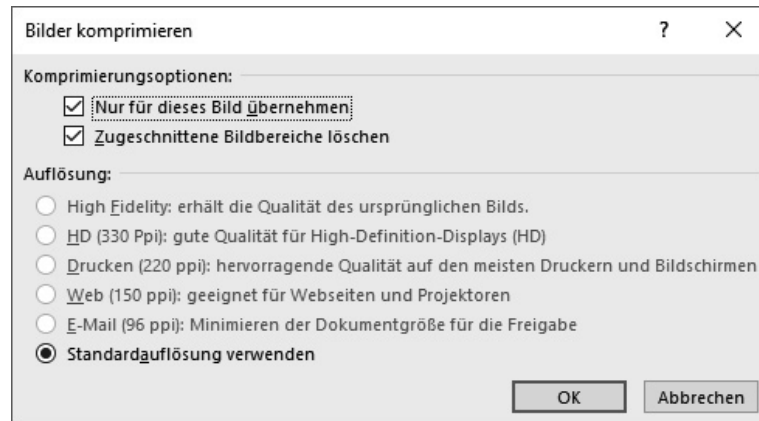 Bilder komprimieren ? ×
Komprimierungsoptionen:
Nur für dieses Bild übernehmen
Zugeschnittene Bildbereiche löschen
Auflösung:
High Fidelity: erhält die Qualität des ursprünglichen Bilds.
HD (330 Ppi): gute Qualität für High-Definition-Displays (HD)
Drucken (220 ppi): hervorragende Qualität auf den meisten Druckern und Bildschirmen
Web (150 ppi): geeignet für Webseiten und Projektoren
E-Mail (96 ppi): Minimieren der Dokumentgröße für die Freigabe
Standardauflösung verwenden
OK Abbrechen